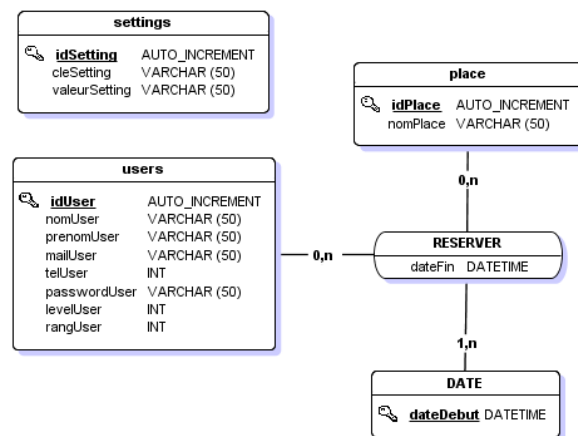 settings
idSetting AUTO_INCREMENT
cleSetting VARCHAR (50)
valeurSetting VARCHAR (50)
place
idPlace AUTO_INCREMENT
nomPlace VARCHAR (50)
users
idUser AUTO_INCREMENT
nomUser VARCHAR (50)
prenomUser VARCHAR (50)
mailUser VARCHAR (50)
telUser INT
passwordUser VARCHAR (50)
levelUser INT
rangUser INT
0,n
0,n
RESERVER
dateFin DATETIME
1,n
DATE
dateDebut DATETIME